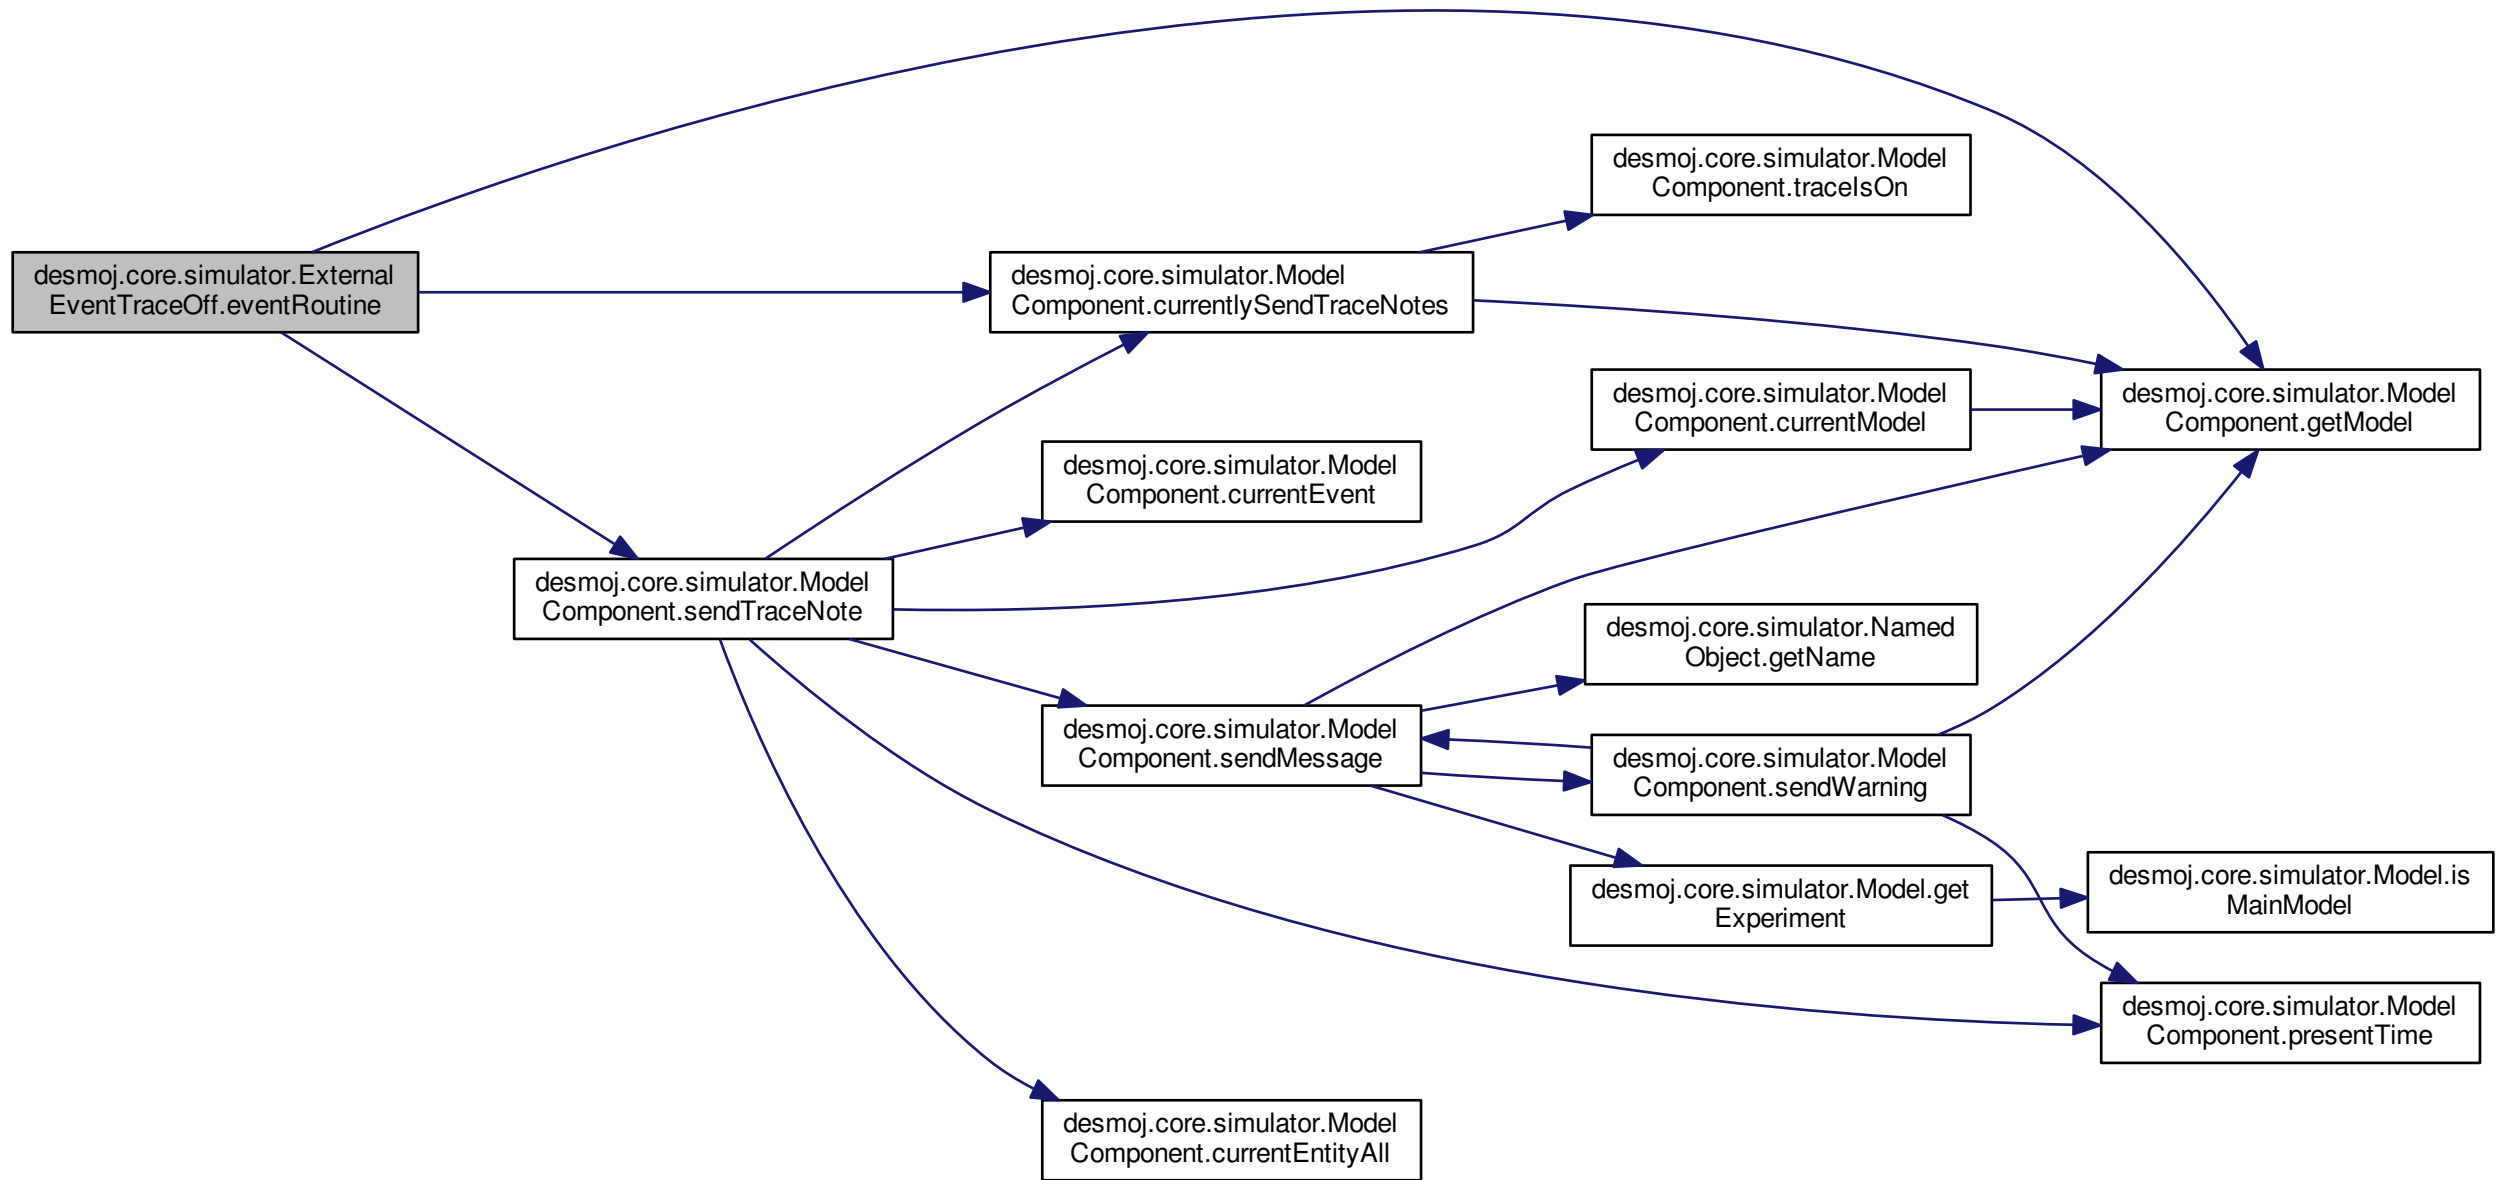 desmoj.core.simulator.External
EventTraceOff.eventRoutine
desmoj.core.simulator.Model
Component.getModel
desmoj.core.simulator.Model
Component.currentlySendTraceNotes
desmoj.core.simulator.Model
Component.traceIsOn
desmoj.core.simulator.Model
Component.sendTraceNote
desmoj.core.simulator.Model
Component.currentEvent
desmoj.core.simulator.Model
Component.currentModel
desmoj.core.simulator.Model
Component.sendMessage
desmoj.core.simulator.Named
Object.getName
desmoj.core.simulator.Model
Component.sendWarning
desmoj.core.simulator.Model.get
Experiment
desmoj.core.simulator.Model.is
MainModel
desmoj.core.simulator.Model
Component.presentTime
desmoj.core.simulator.Model
Component.currentEntityAll